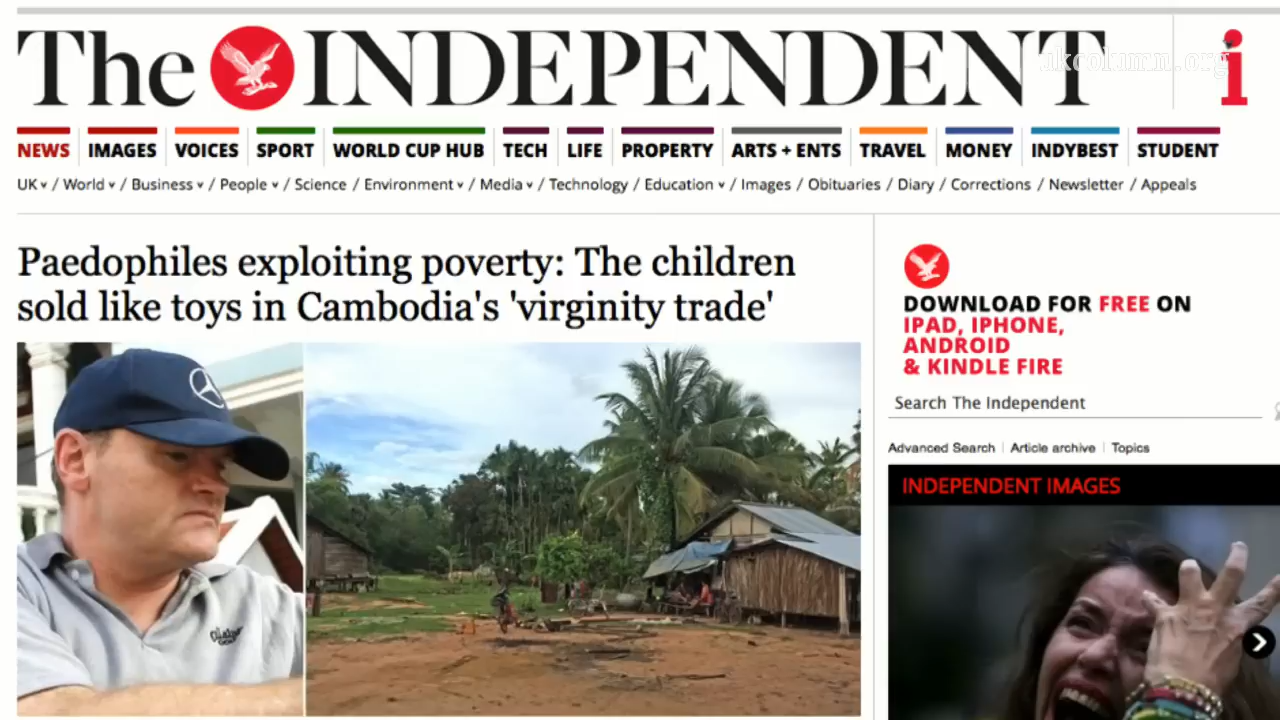 ukcolumn.org
The INDEPENDENT i
NEWS IMAGES VOICES SPORT WORLD CUP HUB TECH LIFE PROPERTY ARTS + ENTS TRAVEL MONEY INDYBEST STUDENT
UK / World / Business / People / Science / Environment / Media / Technology / Education / Images / Obituaries / Diary / Corrections / Newsletter / Appeals
Paedophiles exploiting poverty: The children
sold like toys in Cambodia's 'virginity trade'
DOWNLOAD FOR FREE ON
IPAD, IPHONE,
ANDROID
& KINDLE FIRE
Search The Independent
Advanced Search | Article archive | Topics
INDEPENDENT IMAGES